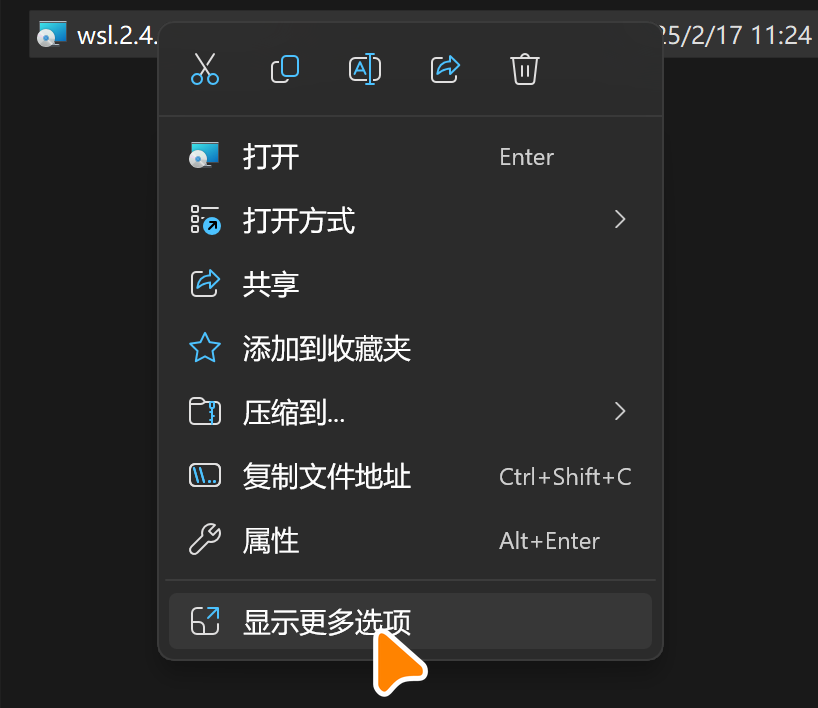 wsl.2.4. 25/2/17 11:24
打开 Enter
打开方式
共享
添加到收藏夹
压缩到...
复制文件地址 Ctrl+Shift+C
属性 Alt+Enter
显示更多选项